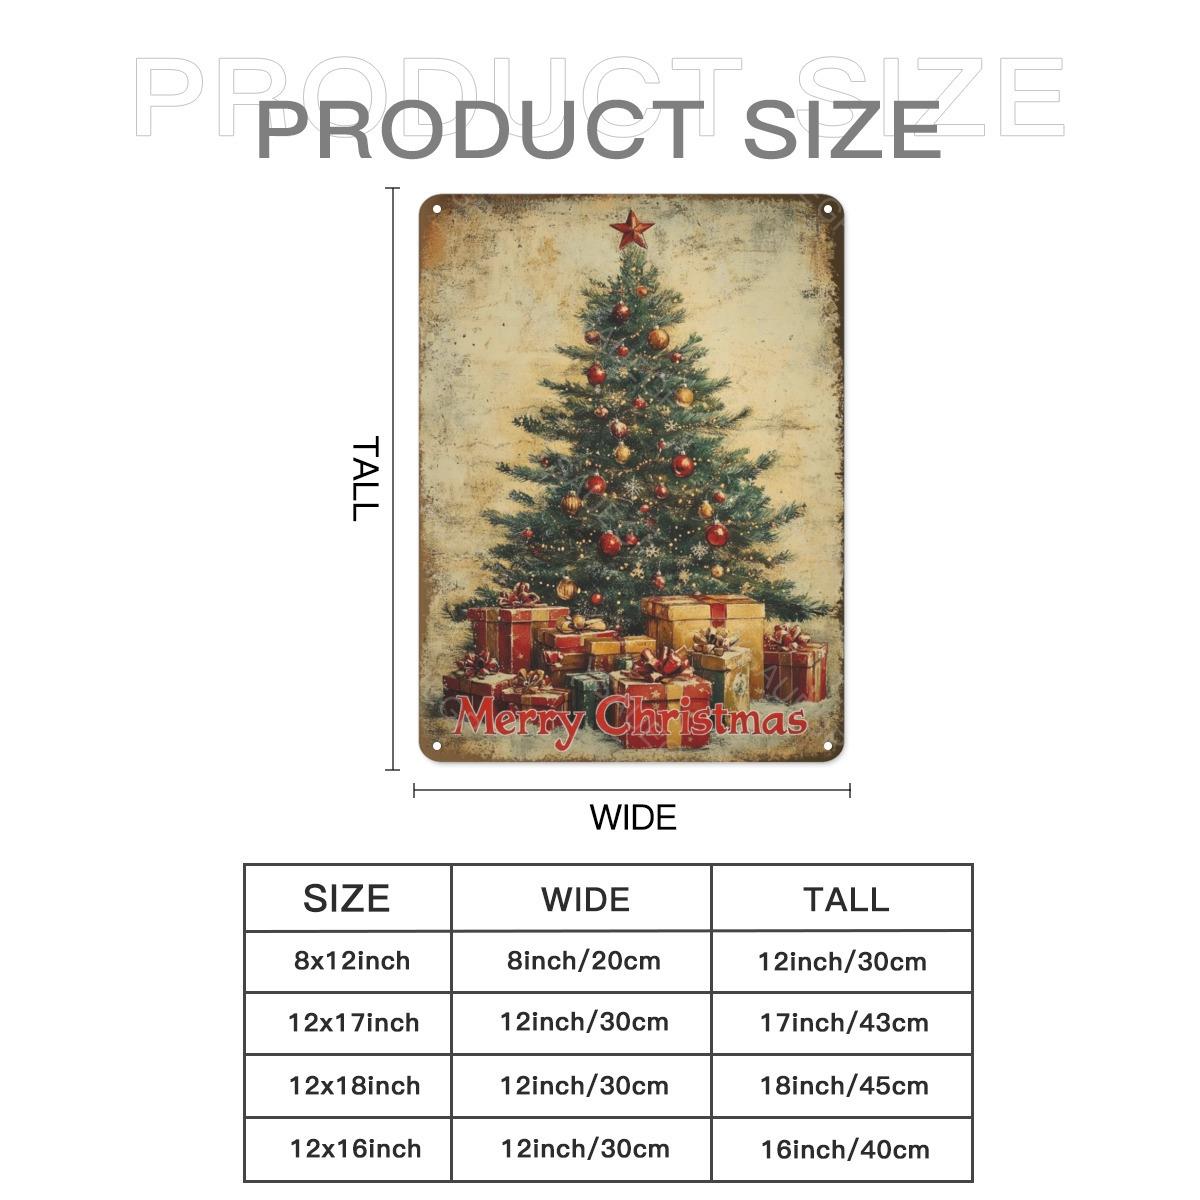 PRODUCT SIZE
PRODUCT SIZE
TALL
Merry Christmas
WIDE
SIZE WIDE TALL
8x12inch 8inch/20cm 12inch/30cm
12x17inch 12inch/30cm 17inch/43cm
12x18inch 12inch/30cm 18inch/45cm
12x16inch 12inch/30cm 16inch/40cm